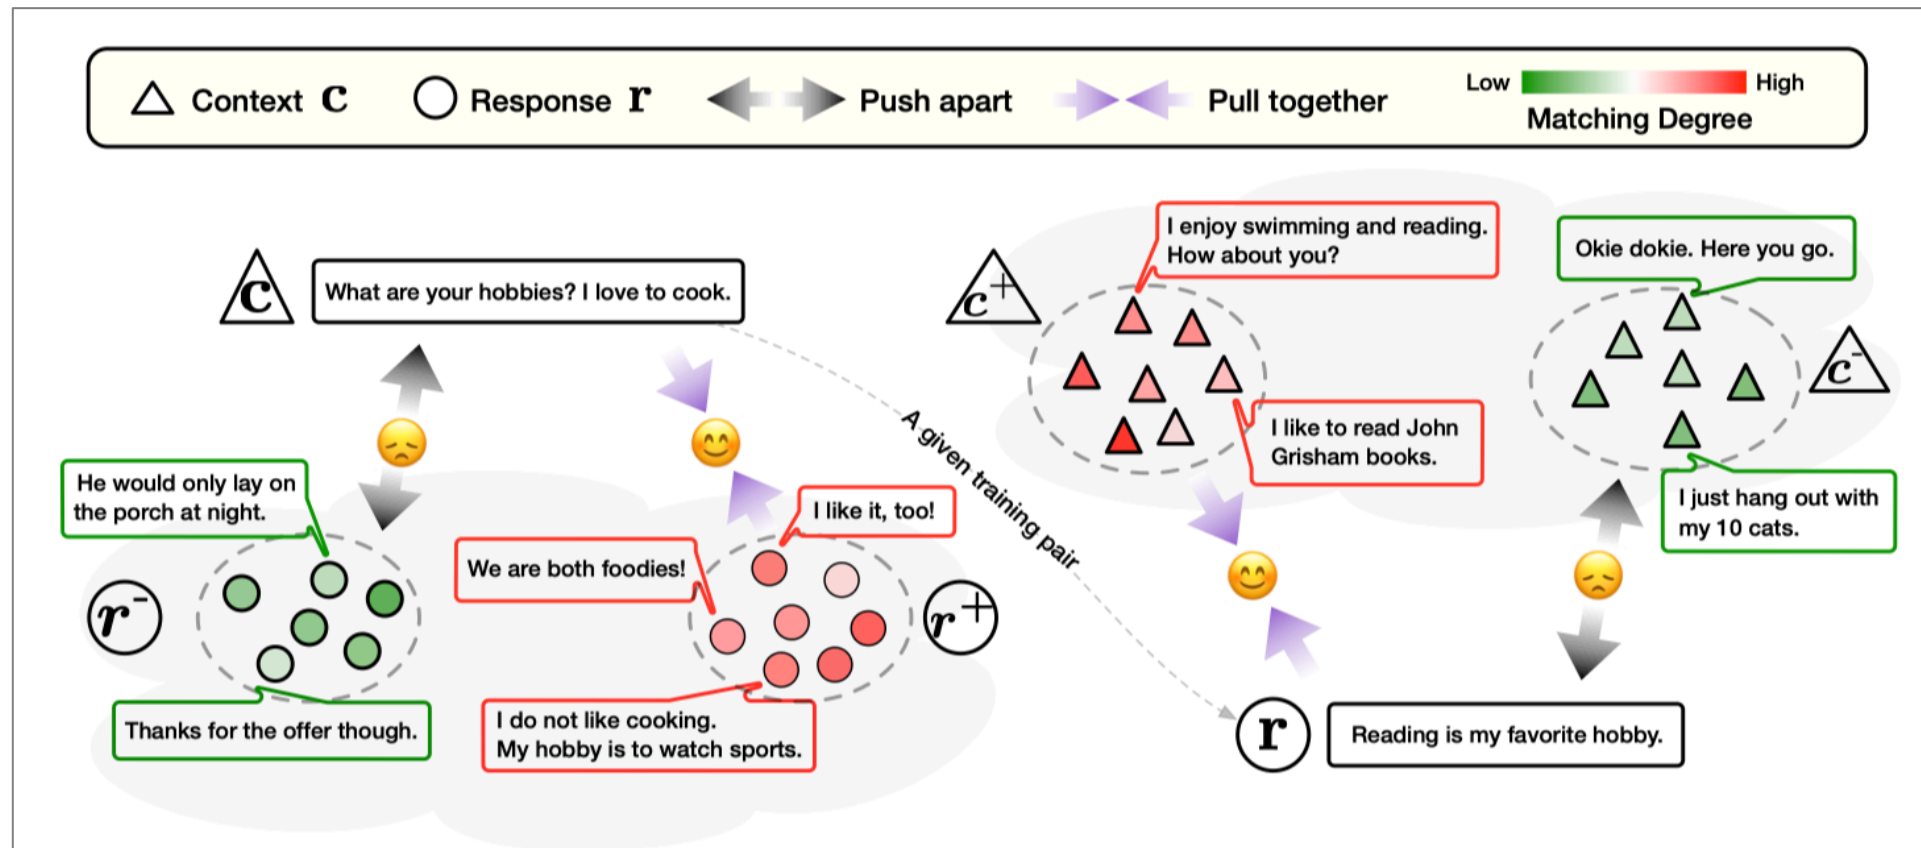 Context c
Response r
Push apart
Pull together
Low
High
Matching Degree
c
What are your hobbies? I love to cook.
c+
I enjoy swimming and reading.
How about you?
Okie dokie. Here you go.
c-
I like to read John
Grisham books.
I just hang out with
my 10 cats.
A given training pair
He would only lay on
the porch at night.
I like it, too!
We are both foodies!
r-
r+
Thanks for the offer though.
I do not like cooking.
My hobby is to watch sports.
r
Reading is my favorite hobby.